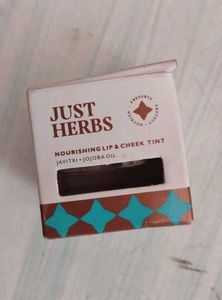 JUST
HERBS
NOURISHING LIP & CHEEK TINT
JAVITRI • JOJOBA OIL